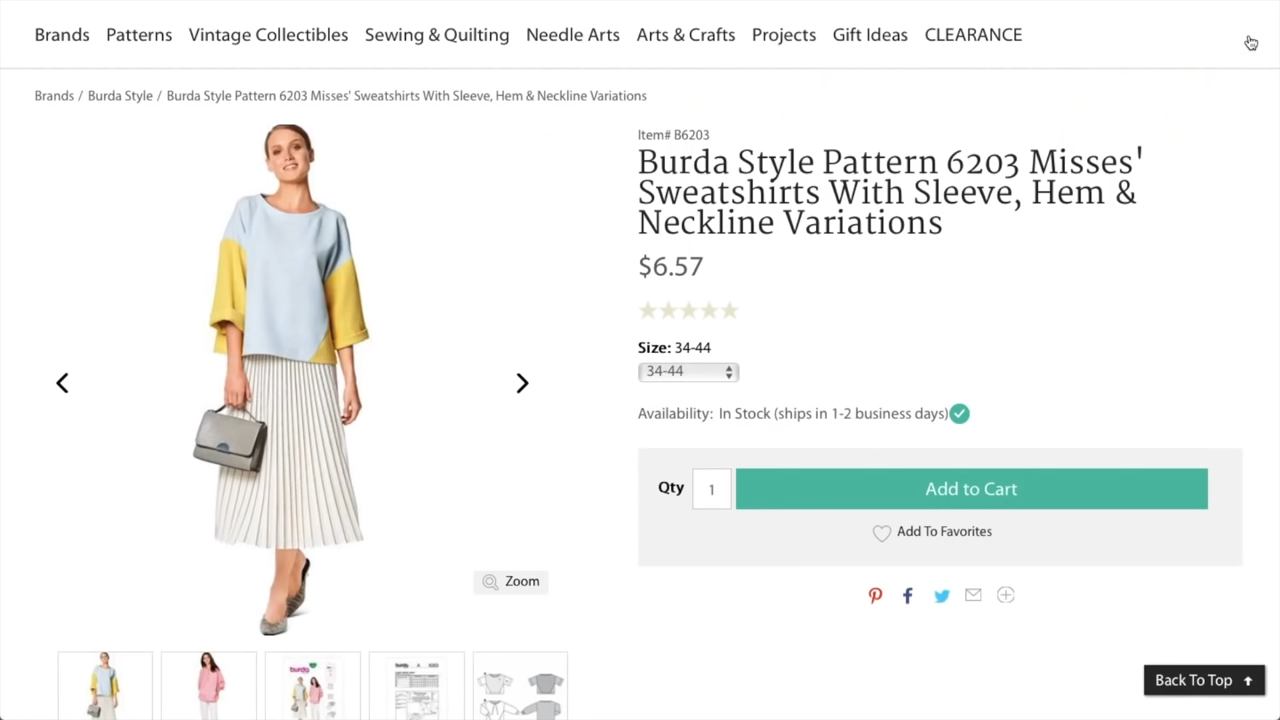 Brands Patterns Vintage Collectibles Sewing & Quilting Needle Arts Arts & Crafts Projects Gift Ideas CLEARANCE
Brands / Burda Style / Burda Style Pattern 6203 Misses' Sweatshirts With Sleeve, Hem & Neckline Variations
Item# B6203
Burda Style Pattern 6203 Misses'
Sweatshirts With Sleeve, Hem &
Neckline Variations
$6.57
Size: 34-44
34-44
Availability: In Stock (ships in 1-2 business days)
Qty 1 Add to Cart
Add To Favorites
Zoom
burda
Back To Top